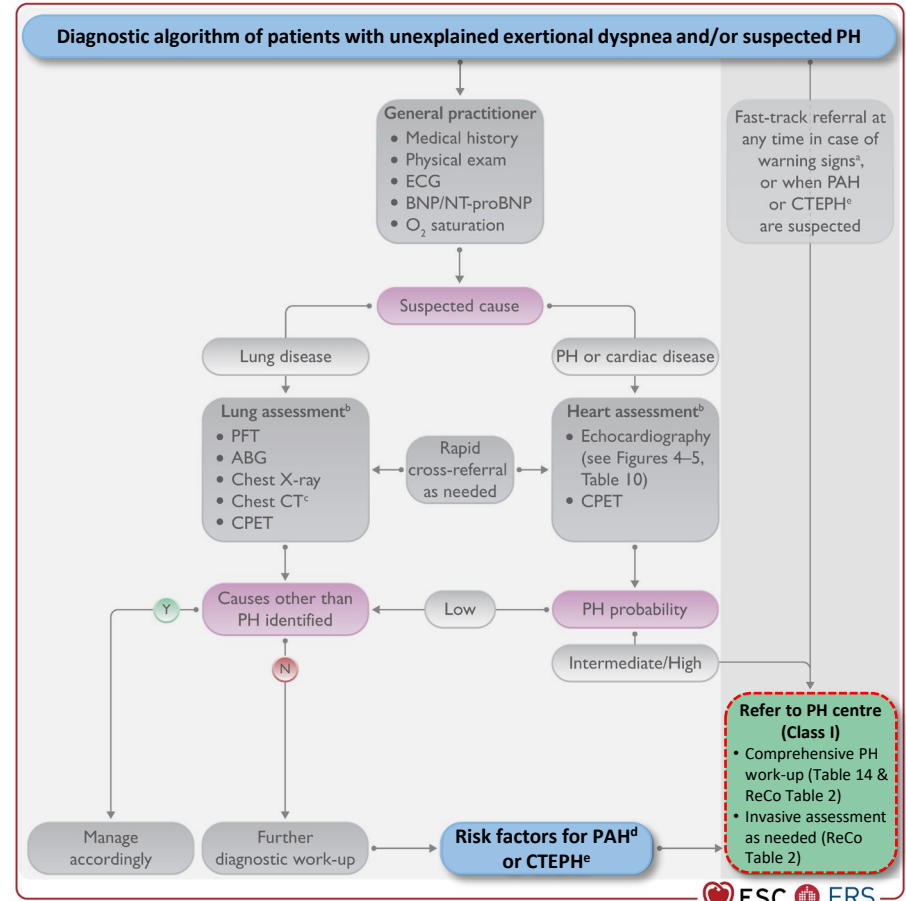 Diagnostic algorithm of patients with unexplained exertional dyspnea and/or suspected PH
General practitioner
• Medical history
• Physical exam
• ECG
• BNP/NT-proBNP
• O₂ saturation
Fast-track referral at
any time in case of
warning signsᵃ,
or when PAH
or CTEPHᵉ
are suspected
Suspected cause
Lung disease
PH or cardiac disease
Lung assessmentᵇ
• PFT
• ABG
• Chest X-ray
• Chest CTᶜ
• CPET
Rapid
cross-referral
as needed
Heart assessmentᵇ
• Echocardiography
(see Figures 4–5,
Table 10)
• CPET
Y
Causes other than
PH identified
Low
PH probability
N
Intermediate/High
Refer to PH centre
(Class I)
• Comprehensive PH
work-up (Table 14 &
ReCo Table 2)
• Invasive assessment
as needed (ReCo
Table 2)
Manage
accordingly
Further
diagnostic work-up
Risk factors for PAHᵈ
or CTEPHᵉ
ESC ERS